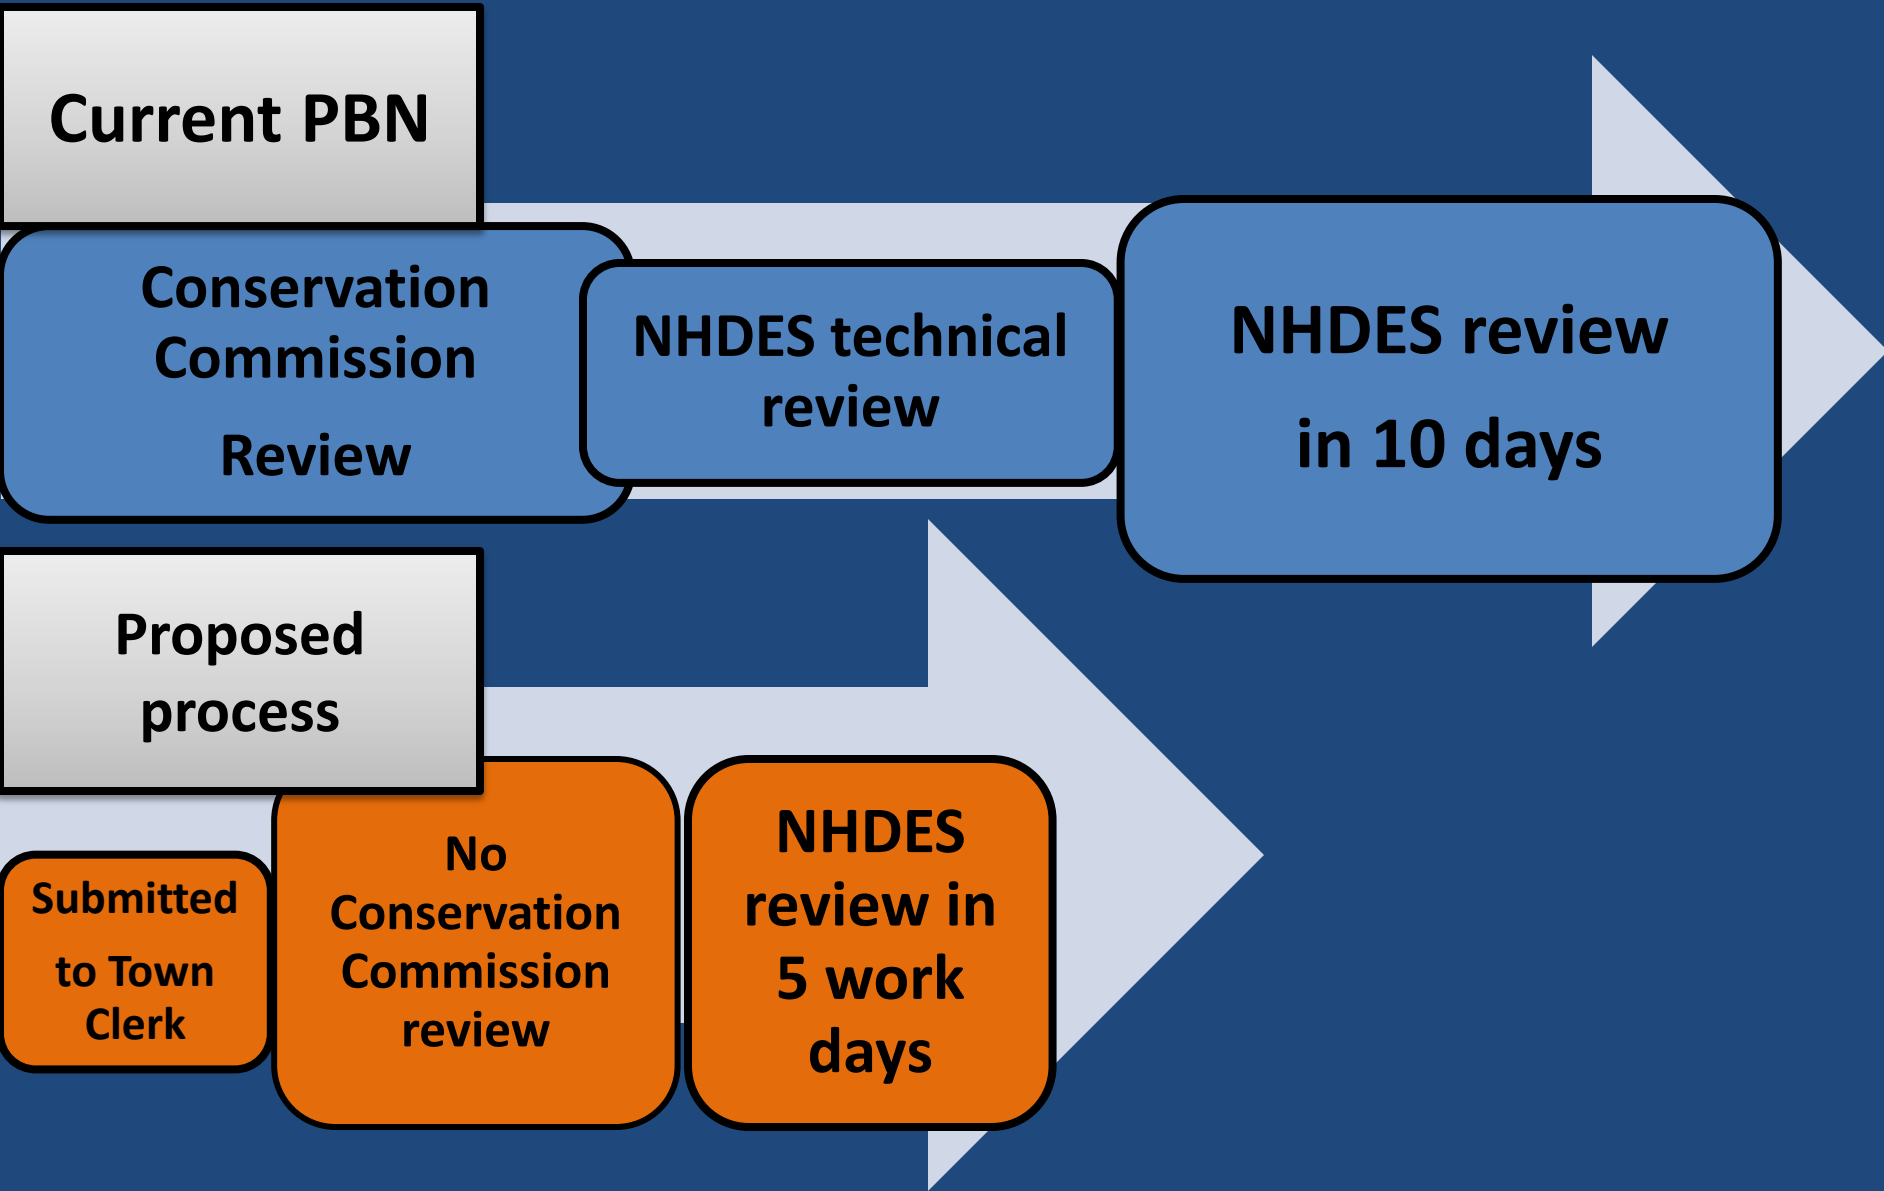 Current PBN
Conservation
Commission
Review
NHDES technical
review
NHDES review
in 10 days
Proposed
process
Submitted
to Town
Clerk
No
Conservation
Commission
review
NHDES
review in
5 work
days